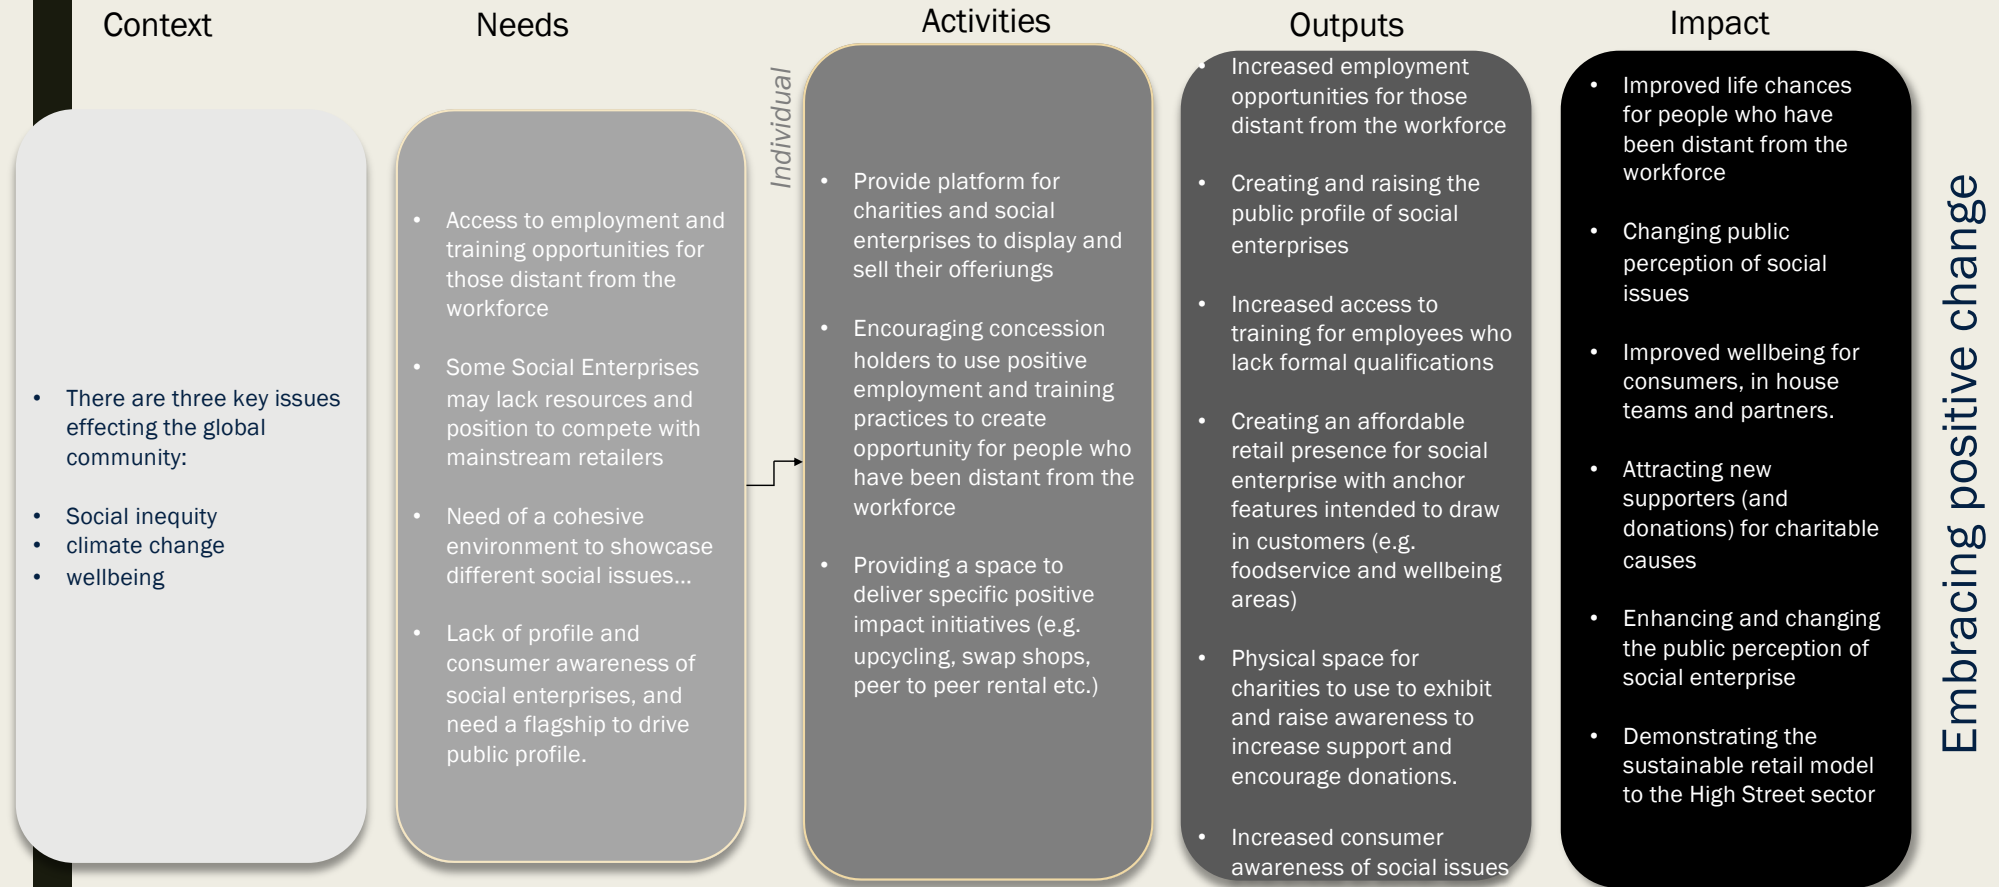 Context
• There are three key issues
effecting the global
community:
• Social inequity
• climate change
• wellbeing
Needs
• Access to employment and
training opportunities for
those distant from the
workforce
• Some Social Enterprises
may lack resources and
position to compete with
mainstream retailers
• Need of a cohesive
environment to showcase
different social issues...
• Lack of profile and
consumer awareness of
social enterprises, and
need a flagship to drive
public profile.
Individual
Activities
• Provide platform for
charities and social
enterprises to display and
sell their offeriungs
• Encouraging concession
holders to use positive
employment and training
practices to create
opportunity for people who
have been distant from the
workforce
• Providing a space to
deliver specific positive
impact initiatives (e.g.
upcycling, swap shops,
peer to peer rental etc.)
Outputs
• Increased employment
opportunities for those
distant from the workforce
• Creating and raising the
public profile of social
enterprises
• Increased access to
training for employees who
lack formal qualifications
• Creating an affordable
retail presence for social
enterprise with anchor
features intended to draw
in customers (e.g.
foodservice and wellbeing
areas)
• Physical space for
charities to use to exhibit
and raise awareness to
increase support and
encourage donations.
• Increased consumer
awareness of social issues
Impact
• Improved life chances
for people who have
been distant from the
workforce
• Changing public
perception of social
issues
• Improved wellbeing for
consumers, in house
teams and partners.
• Attracting new
supporters (and
donations) for charitable
causes
• Enhancing and changing
the public perception of
social enterprise
• Demonstrating the
sustainable retail model
to the High Street sector
Embracing positive change